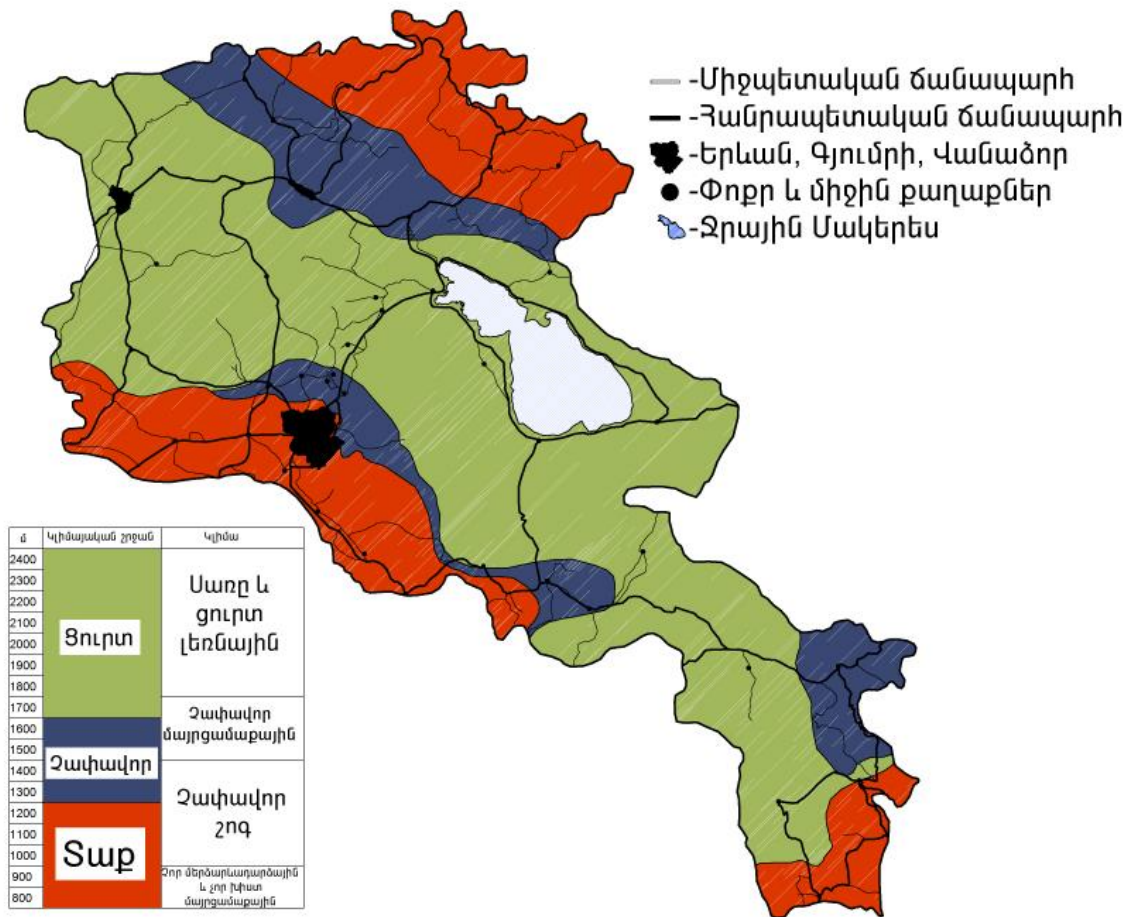 -Միջպետական ճանապարհ
-Հանրապետական ճանապարհ
-Երևան, Գյումրի, Վանաձոր
-Փոքր և միջին քաղաքներ
-Ջրային Մակերես
մ
Կլիմայական շրջան
Կլիմա
2400
2300
2200
2100
2000
1900
1800
1700
1600
1500
1400
1300
1200
1100
1000
900
800
Ցուրտ
Չափավոր
Տաք
Սառը և
ցուրտ
լեռնային
Չափավոր
մայրցամաքային
Չափավոր
շոգ
Չոր մերձարևադարձային
և չոր խիստ
մայրցամաքային